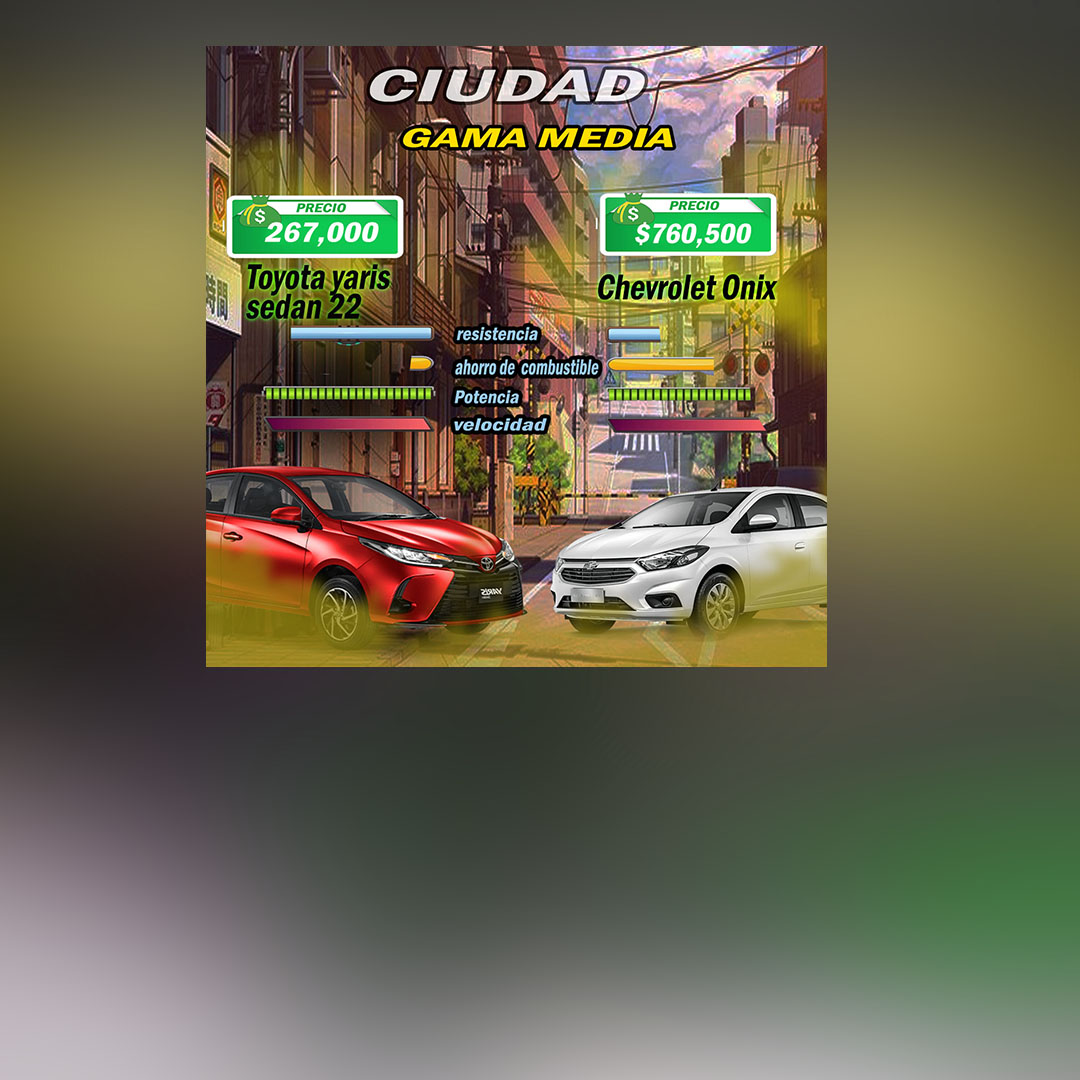 CIUDAD
GAMA MEDIA
PRECIO
$
267,000
Toyota yaris
sedan 22
PRECIO
$
$760,500
Chevrolet Onix
resistencia
ahorro de combustible
Potencia
velocidad
YARIS